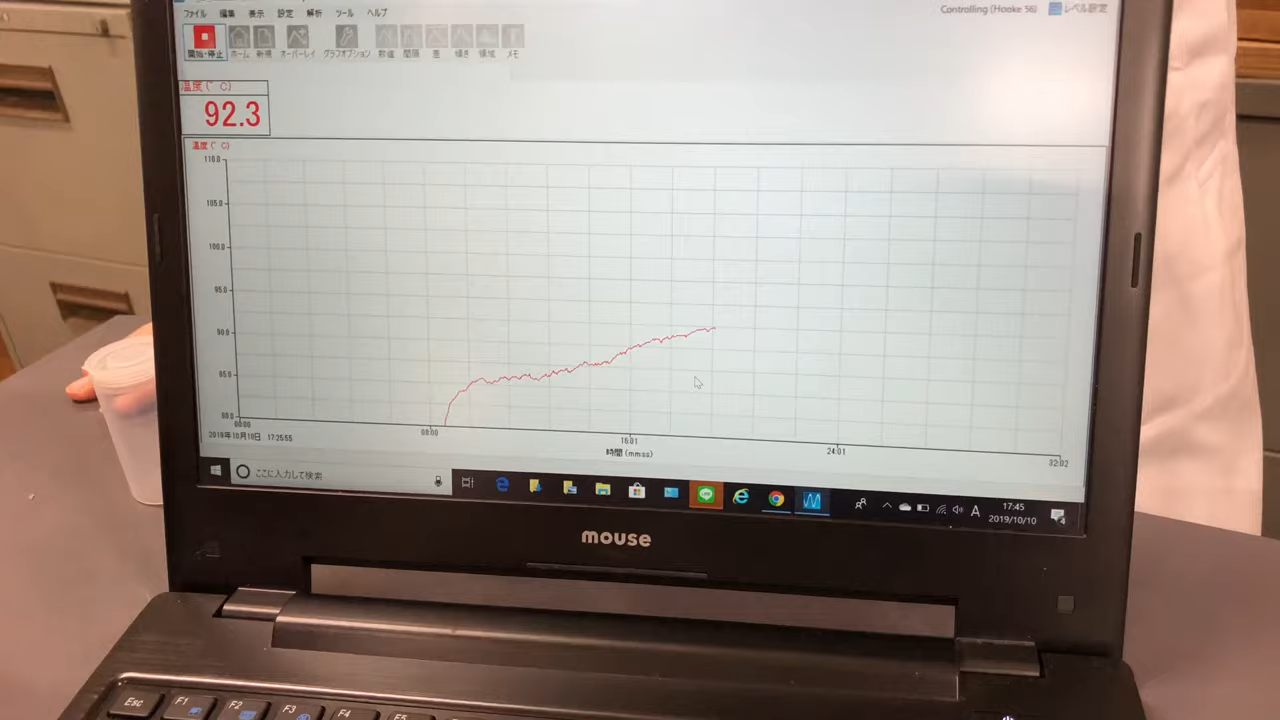 ファイル 編集 表示 設定 解析 ツール ヘルプ
Controlling (Hooke 56) レベル設定
開始・停止 ホーム 新規 オーバーレイ グラフオプション 数値 間隔 差 傾き 領域 メモ
温度(°C)
92.3
温度(°C)
110.0
105.0
100.0
95.0
90.0
85.0
80.0
00:00 08:00 16:01 24:01 32:02
2019年10月10日 17:25:55
時間(mm:ss)
ここに入力して検索
LINE
A
17:45
2019/10/10
4
mouse
Esc F1 F2 F3 F4 F5